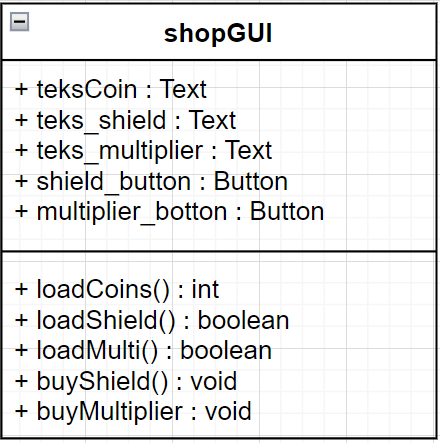 shopGUI
+ teksCoin : Text
+ teks_shield : Text
+ teks_multiplier : Text
+ shield_button : Button
+ multiplier_botton : Button
+ loadCoins() : int
+ loadShield() : boolean
+ loadMulti() : boolean
+ buyShield() : void
+ buyMultiplier : void